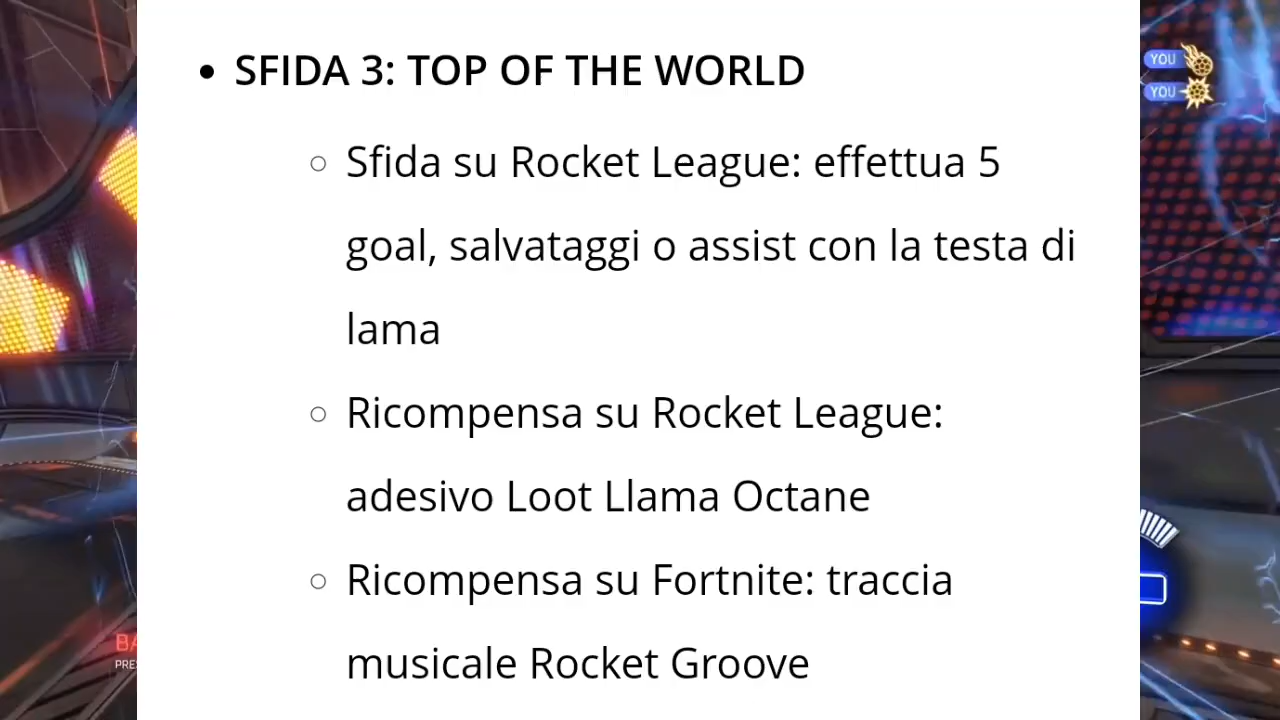 SFIDA 3: TOP OF THE WORLD
YOU
YOU
Sfida su Rocket League: effettua 5
goal, salvataggi o assist con la testa di
lama
Ricompensa su Rocket League:
adesivo Loot Llama Octane
Ricompensa su Fortnite: traccia
musicale Rocket Groove